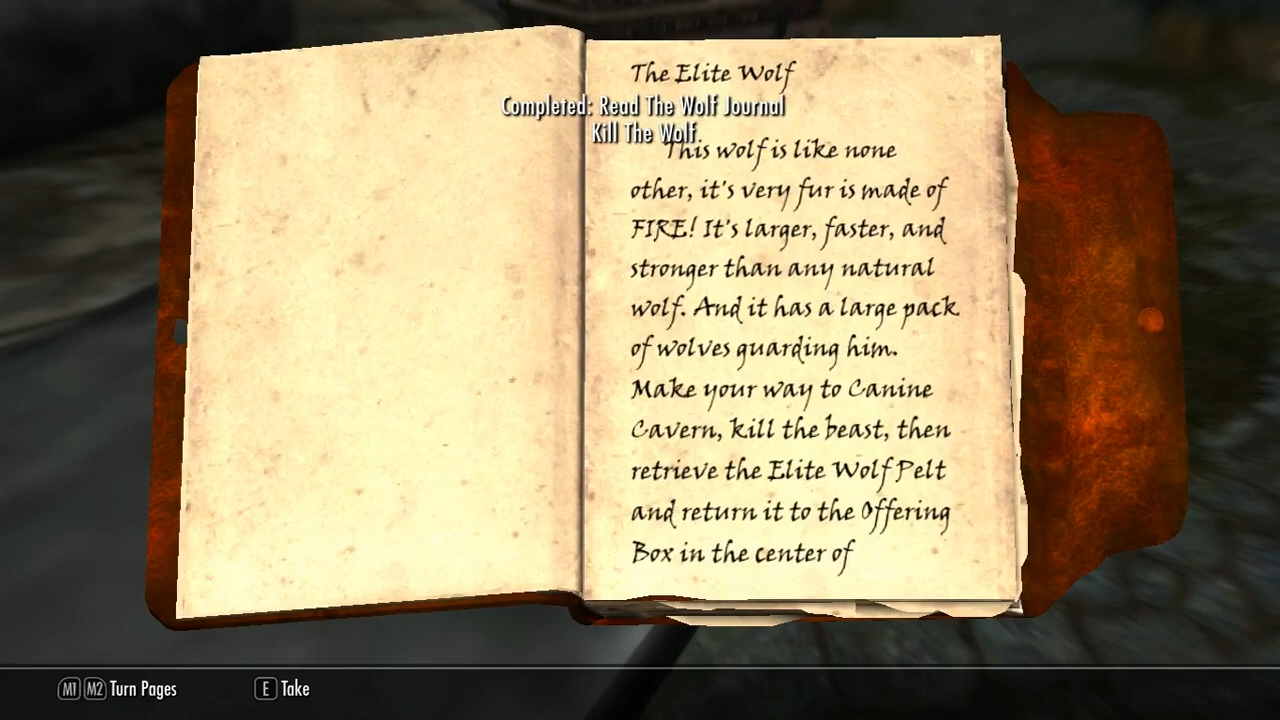 The Elite Wolf
Completed: Read The Wolf Journal
Kill The Wolf
This wolf is like none
other, it's very fur is made of
FIRE! It's larger, faster, and
stronger than any natural
wolf. And it has a large pack
of wolves guarding him.
Make your way to Canine
Cavern, kill the beast, then
retrieve the Elite Wolf Pelt
and return it to the Offering
Box in the center of
M1 M2 Turn Pages
E Take